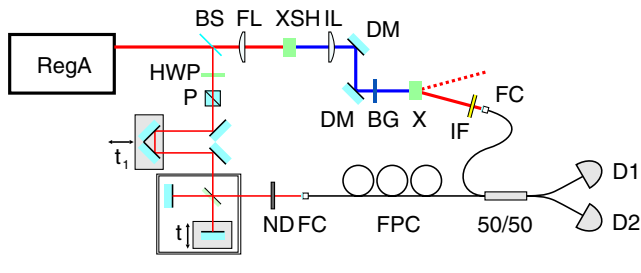 BS FL XSH IL DM
RegA
HWP
P
DM BG X FC
IF
t1
t
ND FC FPC 50/50
D1
D2